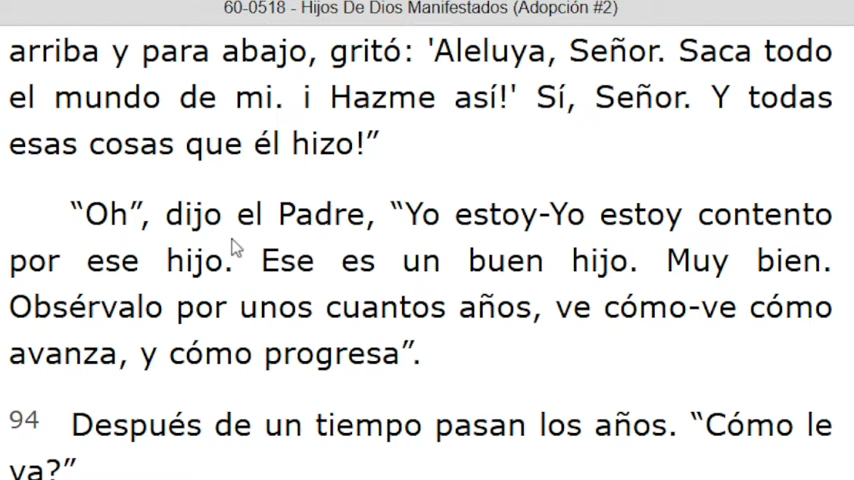 60-0518 - Hijos De Dios Manifestados (Adopción #2)
arriba y para abajo, gritó: 'Aleluya, Señor. Saca todo
el mundo de mi. i Hazme así!' Sí, Señor. Y todas
esas cosas que él hizo!”
“Oh”, dijo el Padre, “Yo estoy-Yo estoy contento
por ese hijo. Ese es un buen hijo. Muy bien.
Obsérvalo por unos cuantos años, ve cómo-ve cómo
avanza, y cómo progresa”.
94 Después de un tiempo pasan los años. “Cómo le
va?”